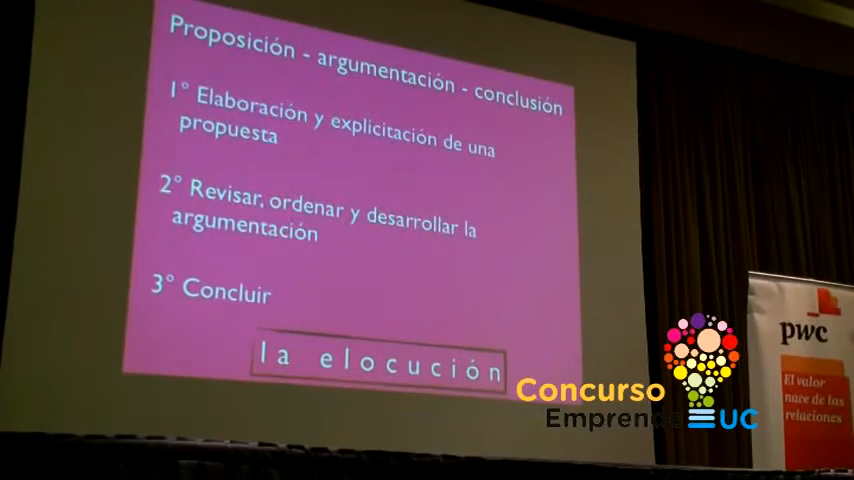 Proposición - argumentación - conclusión
1° Elaboración y explicitación de una
propuesta
2° Revisar, ordenar y desarrollar la
argumentación
3° Concluir
la elocución
Concurso
Emprende UC
pwc
El valor
nace de las
relaciones